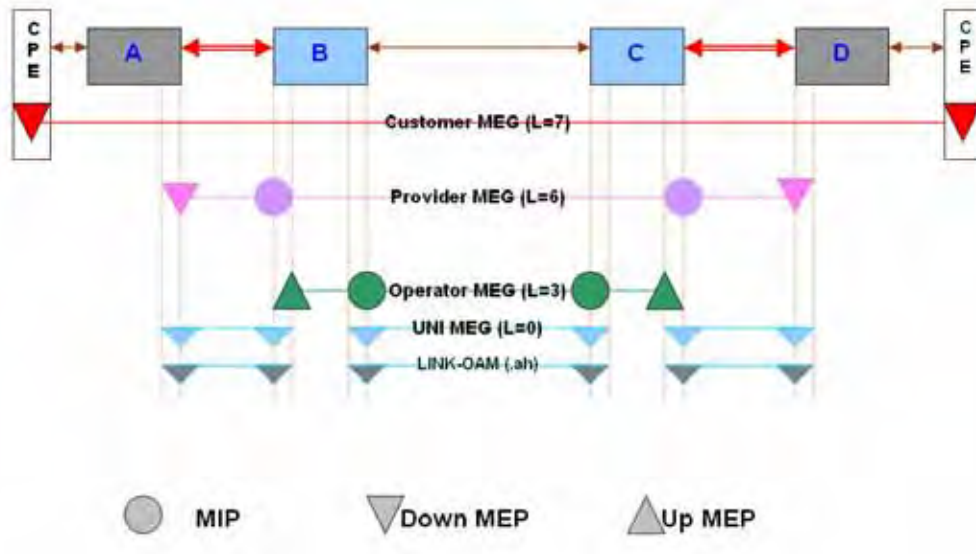 C
P
E
A
B
C
D
C
P
E
Customer MEG (L=7)
Provider MEG (L=6)
Operator MEG (L=3)
UNI MEG (L=0)
LINK-OAM (.ah)
MIP
Down MEP
Up MEP